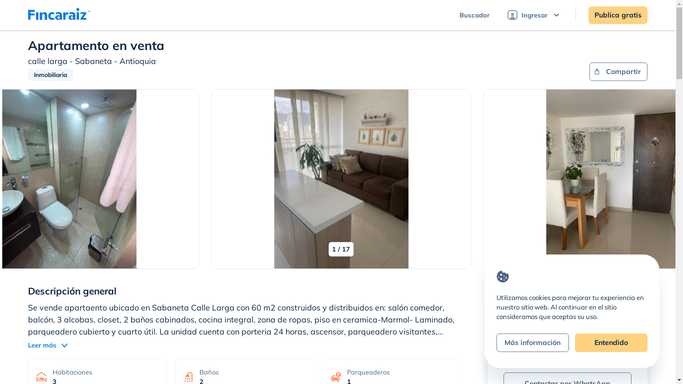 Fincaraiz
Buscador
Ingresar
Publica gratis
Apartamento en venta
calle larga - Sabaneta - Antioquia
Inmobiliaria
Compartir
1 / 17
Descripción general
Se vende apartaento ubicado en Sabaneta Calle Larga con 60 m2 construidos y distribuidos en: salón comedor,
balcón, 3 alcobas, closet, 2 baños cabinados, cocina integral, zona de ropas, piso en ceramica-Marmol- Laminado,
parqueadero cubierto y cuarto útil. La unidad cuenta con porteria 24 horas, ascensor, parqueadero visitantes,...
Leer más
Habitaciones
3
Baños
2
Parqueaderos
1
Utilizamos cookies para mejorar tu experiencia en
nuestro sitio web. Al continuar en el sitio
consideramos que aceptas su uso.
Más información
Entendido
Contactar por WhatsApp